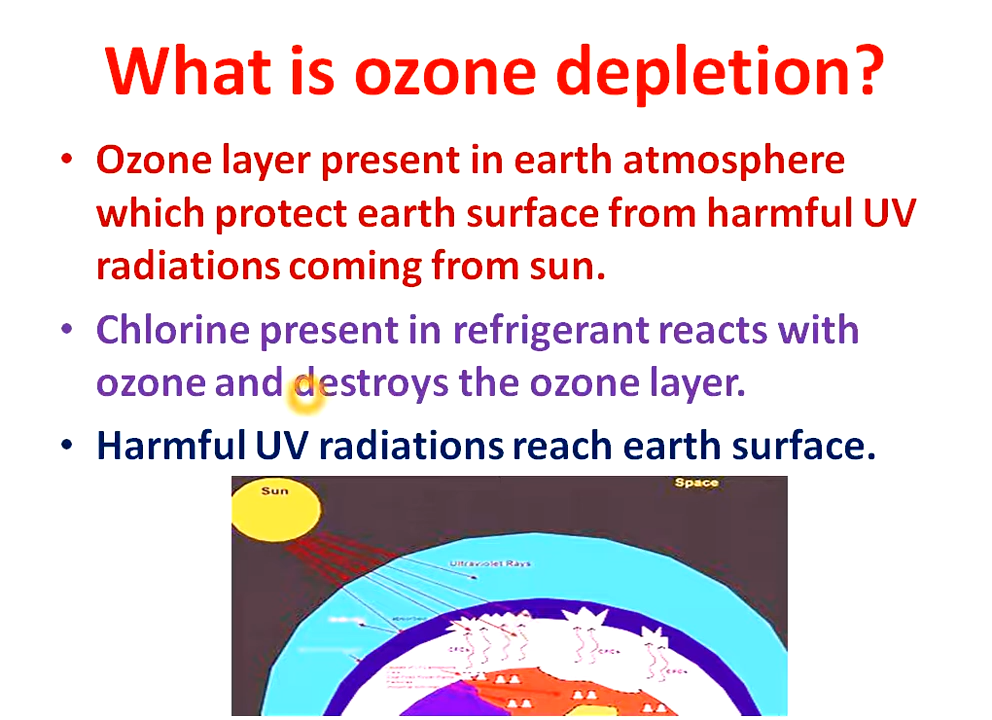 What is ozone depletion?
• Ozone layer present in earth atmosphere
which protect earth surface from harmful UV
radiations coming from sun.
• Chlorine present in refrigerant reacts with
ozone and destroys the ozone layer.
• Harmful UV radiations reach earth surface.
Sun
Space
Ultraviolet Rays
CFCs
CFCs
CFCs